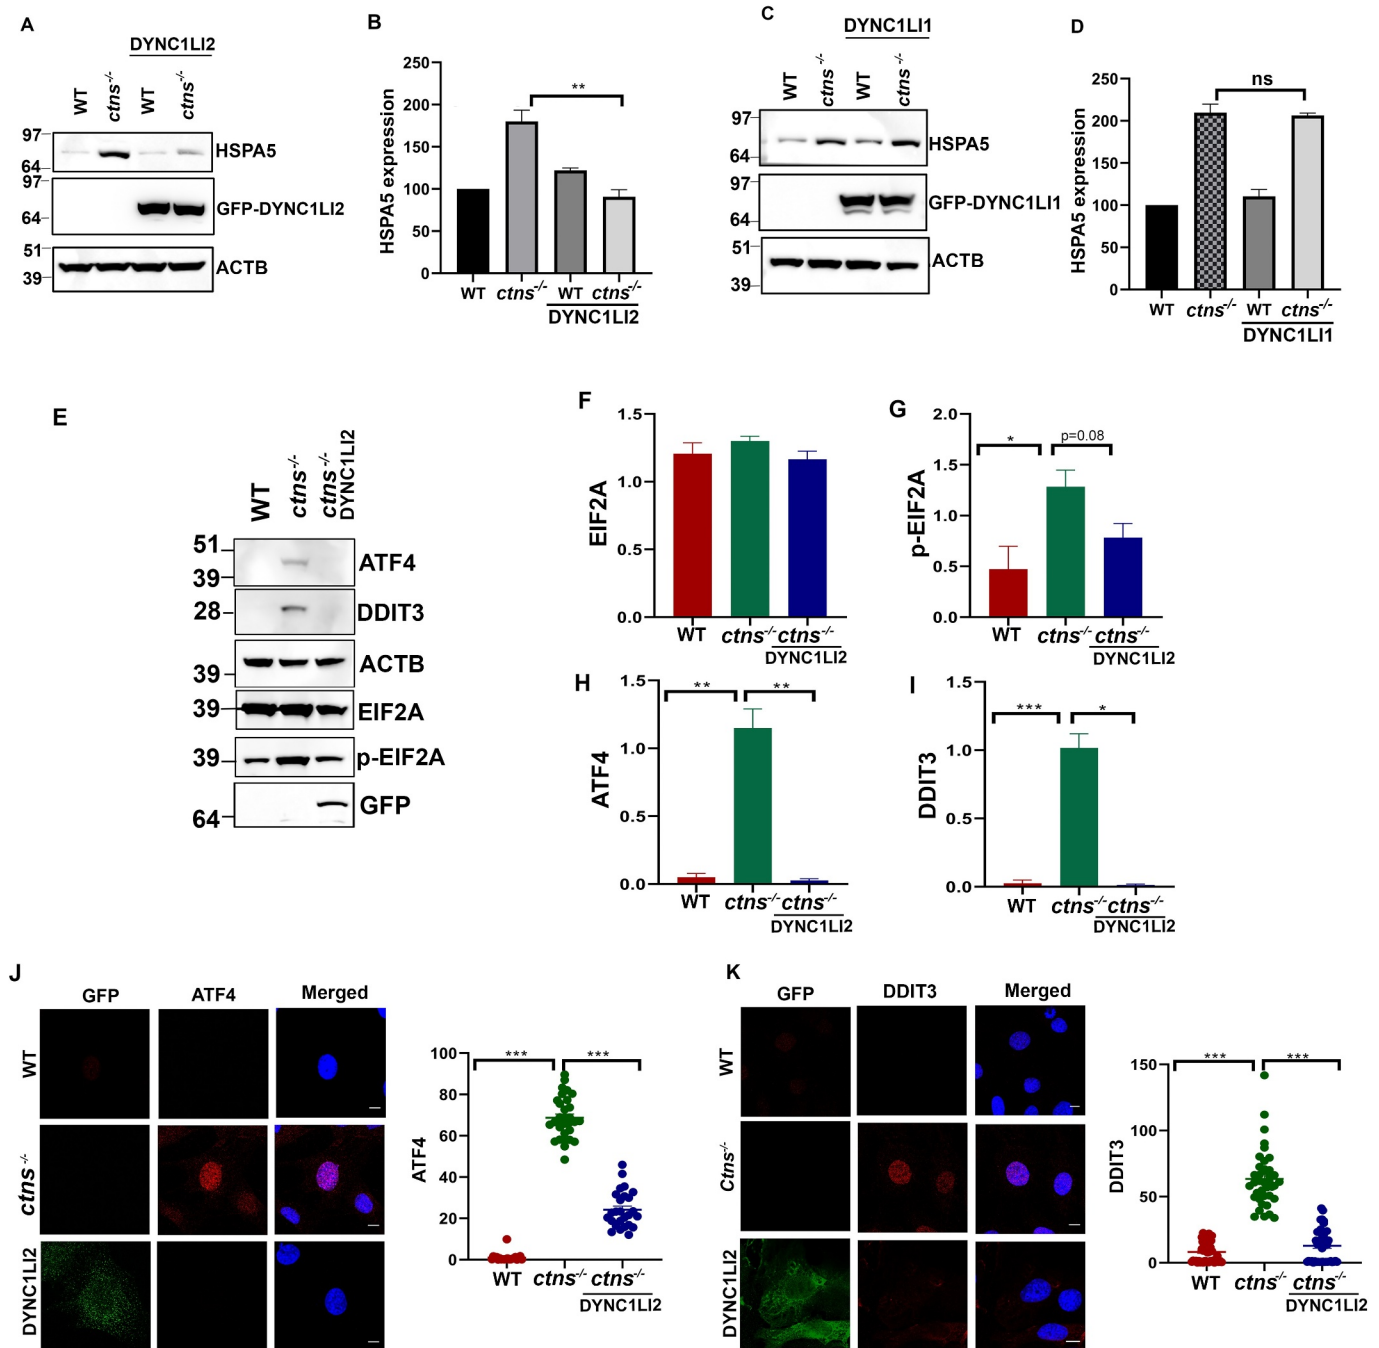 A
DYNC1LI2
WT
ctns-/-
WT
ctns-/-
97
64
HSPA5
97
64
GFP-DYNC1LI2
51
39
ACTB
B
HSPA5 expression
250
200
150
100
50
0
**
WT
ctns-/-
WT
ctns-/-
DYNC1LI2
C
DYNC1LI1
WT
ctns-/-
WT
ctns-/-
97
64
HSPA5
97
64
GFP-DYNC1LI1
51
39
ACTB
D
HSPA5 expression
250
200
150
100
50
0
ns
WT
ctns-/-
WT
ctns-/-
DYNC1LI1
E
WT
ctns-/-
ctns-/-
DYNC1LI2
51
39
ATF4
28
DDIT3
39
ACTB
39
EIF2A
39
p-EIF2A
64
GFP
F
EIF2A
1.5
1.0
0.5
0.0
WT
ctns-/-
ctns-/-
DYNC1LI2
G
p-EIF2A
2.0
1.5
1.0
0.5
0.0
*
p=0.08
WT
ctns-/-
ctns-/-
DYNC1LI2
H
ATF4
1.5
1.0
0.5
0.0
**
**
WT
ctns-/-
ctns-/-
DYNC1LI2
I
DDIT3
1.5
1.0
0.5
0.0
***
*
WT
ctns-/-
ctns-/-
DYNC1LI2
J
GFP
ATF4
Merged
WT
Ctns-/-
DYNC1LI2
ATF4
100
80
60
40
20
0
***
***
WT
ctns-/-
ctns-/-
DYNC1LI2
K
GFP
DDIT3
Merged
WT
Ctns-/-
DYNC1LI2
DDIT3
150
100
50
0
***
***
WT
ctns-/-
ctns-/-
DYNC1LI2